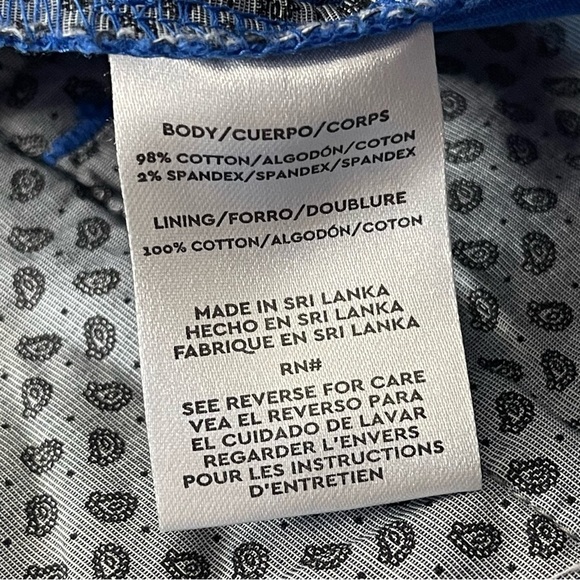 BODY/CUERPO/CORPS
98% COTTON/ALGODÓN/COTON
2% SPANDEX/SPANDEX/SPANDEX
LINING/FORRO/DOUBLURE
100% COTTON/ALGODÓN/COTON
MADE IN SRI LANKA
HECHO EN SRI LANKA
FABRIQUE EN SRI LANKA
RN#
SEE REVERSE FOR CARE
VEA EL REVERSO PARA
EL CUIDADO DE LAVAR
REGARDER L'ENVERS
POUR LES INSTRUCTIONS
D'ENTRETIEN